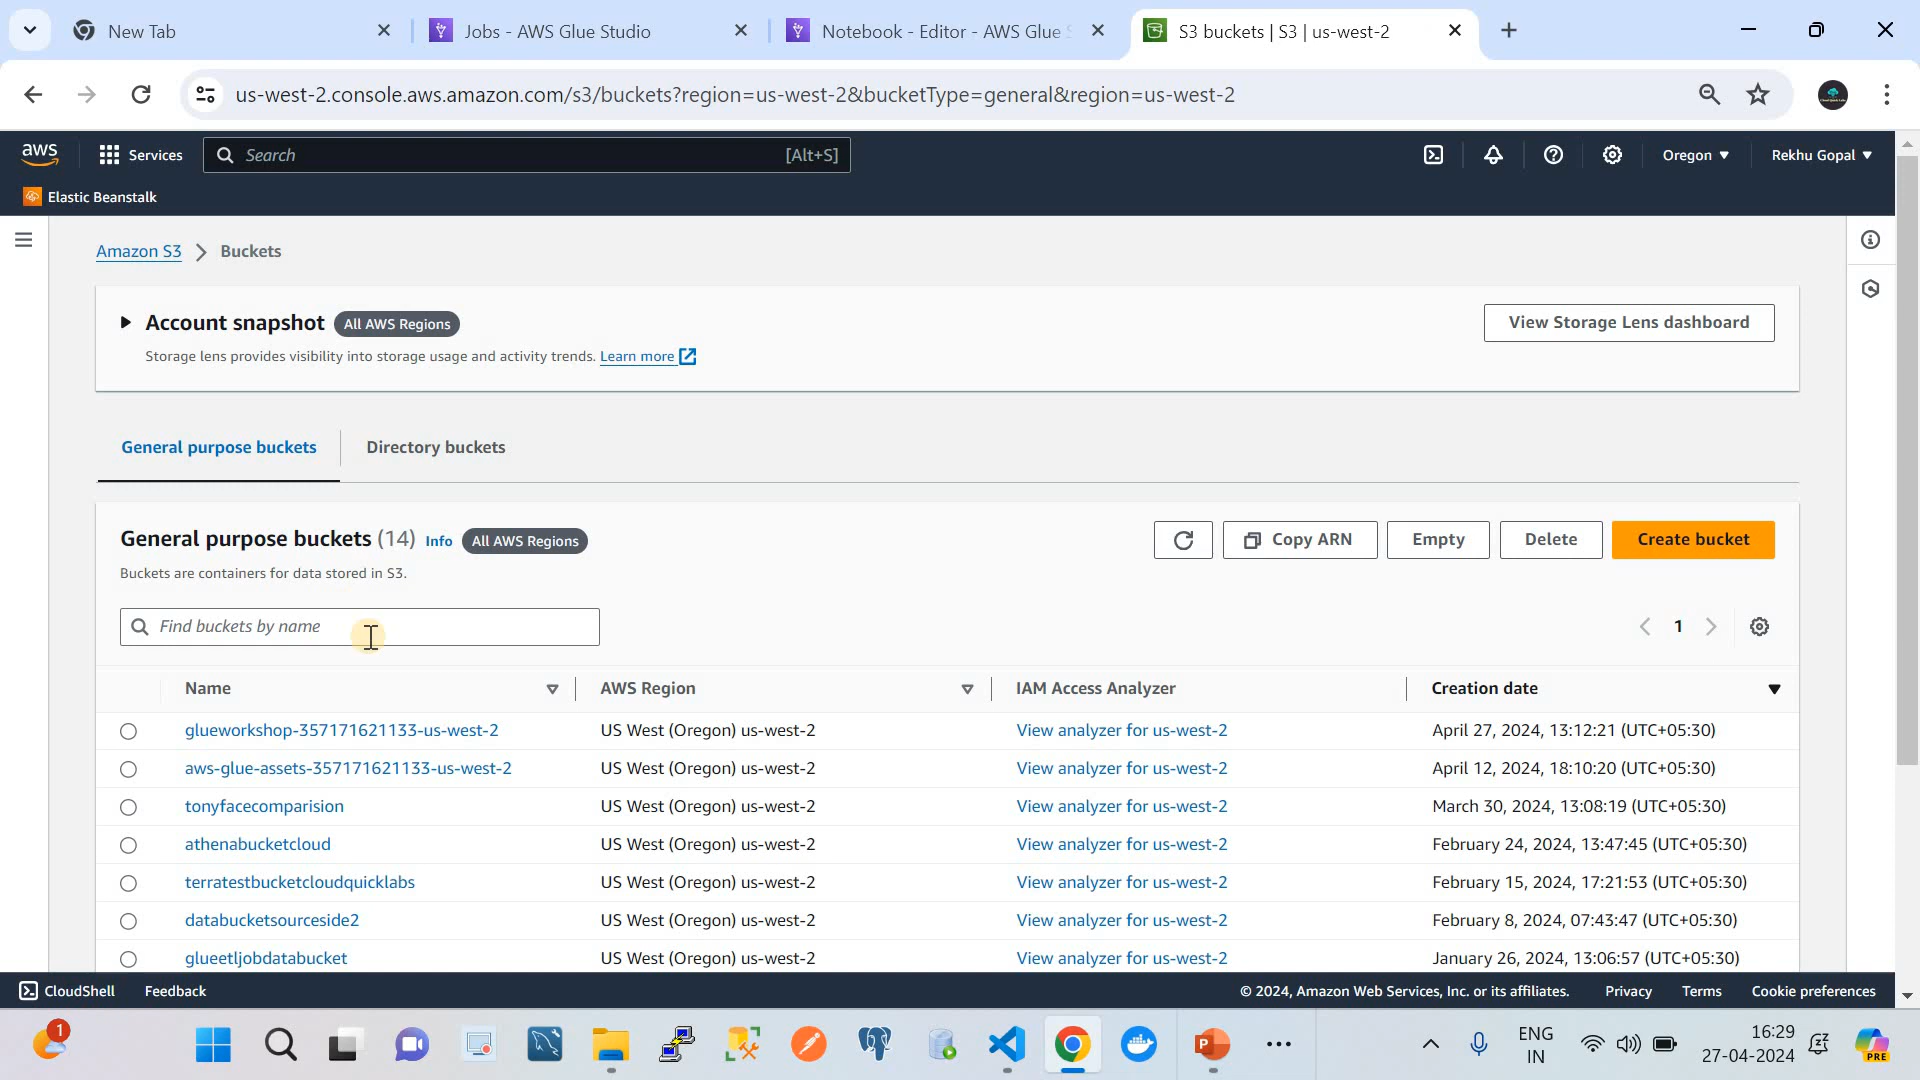 New Tab
Jobs - AWS Glue Studio
Notebook - Editor - AWS Glue S
S3 buckets | S3 | us-west-2
us-west-2.console.aws.amazon.com/s3/buckets?region=us-west-2&bucketType=general&region=us-west-2
aws
Services
Search
[Alt+S]
Oregon
Rekhu Gopal
Elastic Beanstalk
Amazon S3 > Buckets
Account snapshot All AWS Regions
View Storage Lens dashboard
Storage lens provides visibility into storage usage and activity trends. Learn more
General purpose buckets
Directory buckets
General purpose buckets (14) Info All AWS Regions
Copy ARN
Empty
Delete
Create bucket
Buckets are containers for data stored in S3.
Find buckets by name
1
Name AWS Region IAM Access Analyzer Creation date
glueworkshop-357171621133-us-west-2 US West (Oregon) us-west-2 View analyzer for us-west-2 April 27, 2024, 13:12:21 (UTC+05:30)
aws-glue-assets-357171621133-us-west-2 US West (Oregon) us-west-2 View analyzer for us-west-2 April 12, 2024, 18:10:20 (UTC+05:30)
tonyfacecomparision US West (Oregon) us-west-2 View analyzer for us-west-2 March 30, 2024, 13:08:19 (UTC+05:30)
athenabucketcloud US West (Oregon) us-west-2 View analyzer for us-west-2 February 24, 2024, 13:47:45 (UTC+05:30)
terratestbucketcloudquicklabs US West (Oregon) us-west-2 View analyzer for us-west-2 February 15, 2024, 17:21:53 (UTC+05:30)
databucketsourceside2 US West (Oregon) us-west-2 View analyzer for us-west-2 February 8, 2024, 07:43:47 (UTC+05:30)
glueetljobdatabucket US West (Oregon) us-west-2 View analyzer for us-west-2 January 26, 2024, 13:06:57 (UTC+05:30)
CloudShell
Feedback
© 2024, Amazon Web Services, Inc. or its affiliates.
Privacy
Terms
Cookie preferences
1
ENG
IN
16:29
27-04-2024
PRE